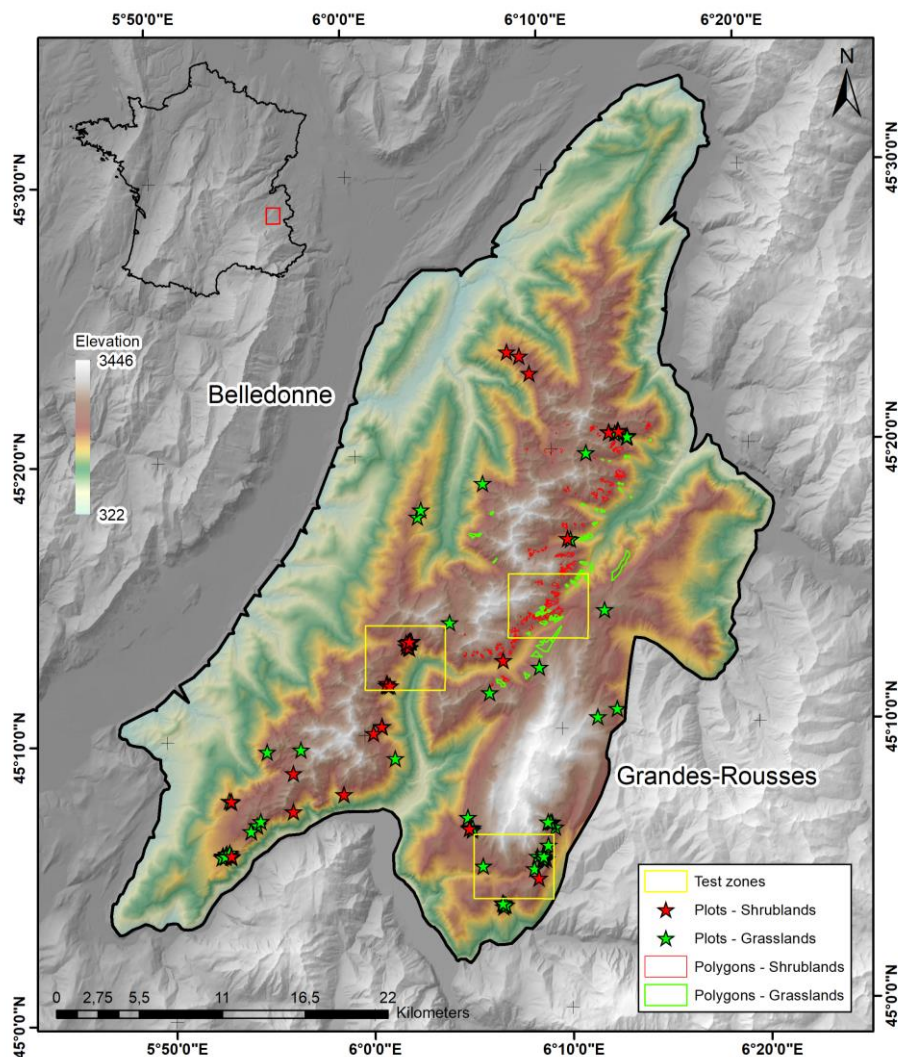 5°50'0"E 6°0'0"E 6°10'0"E 6°20'0"E
N
45°30'0"N
45°30'0"N
Elevation
3446
322
Belledonne
45°20'0"N
45°20'0"N
45°10'0"N
45°10'0"N
Grandes-Rousses
Test zones
Plots - Shrublands
Plots - Grasslands
Polygons - Shrublands
Polygons - Grasslands
0 2,75 5,5 11 16,5 22
Kilometers
45°0'0"N
45°0'0"N
5°50'0"E 6°0'0"E 6°10'0"E 6°20'0"E